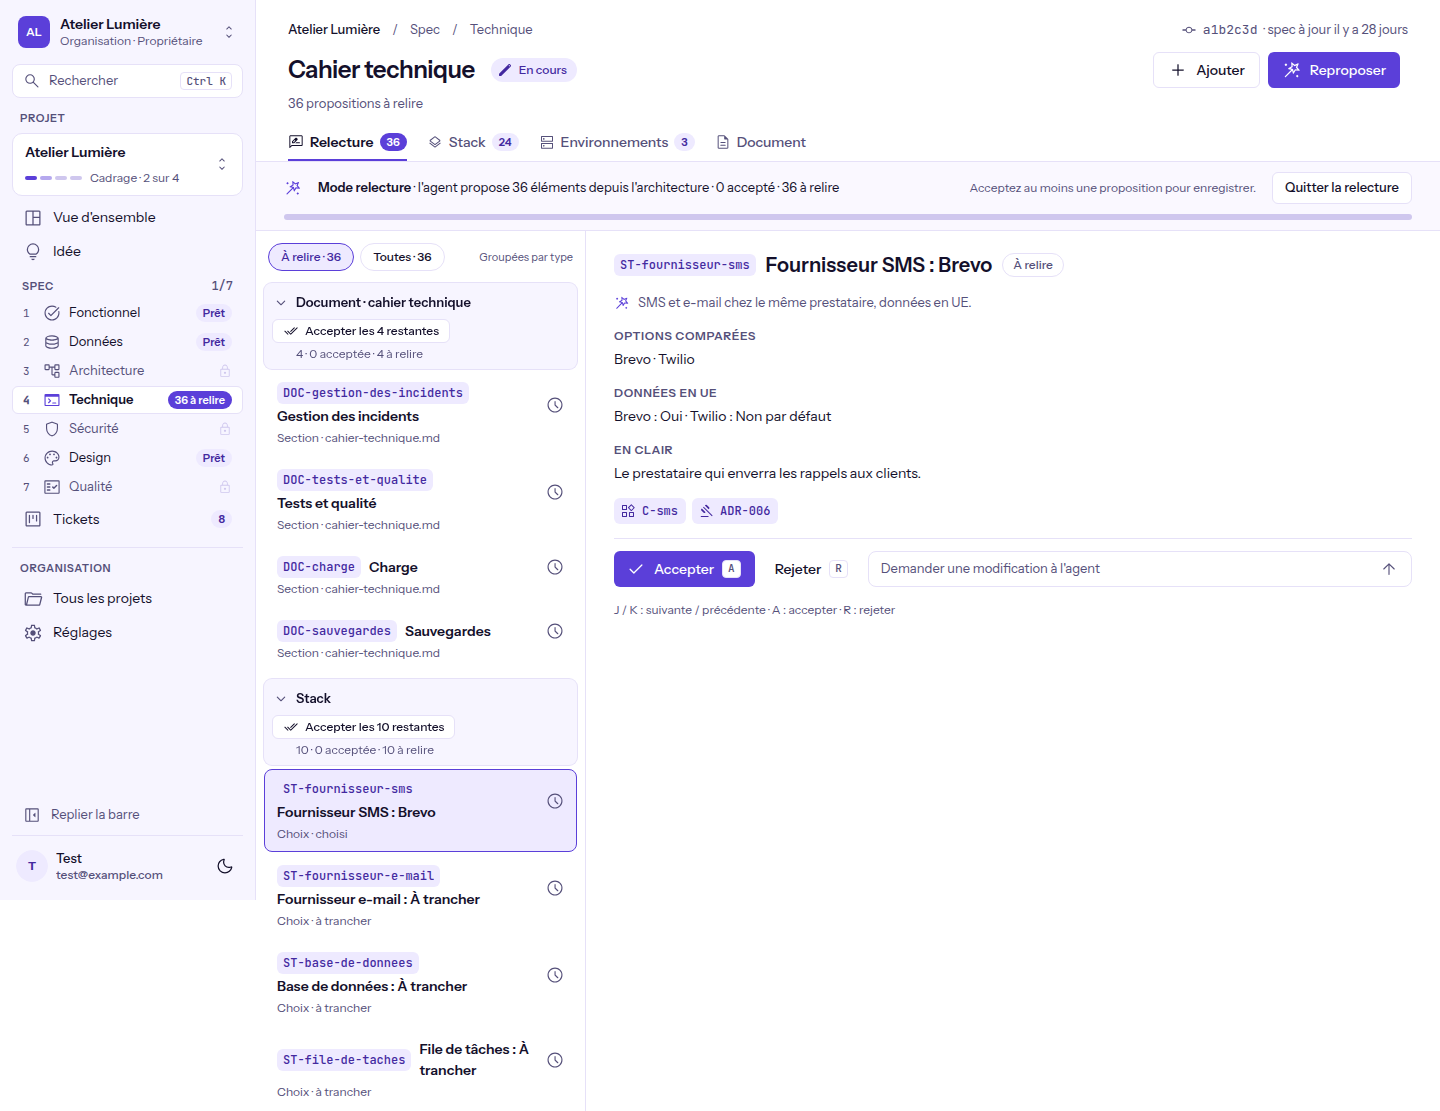 AL
Atelier Lumière
Organisation · Propriétaire
Rechercher
Ctrl K
PROJET
Atelier Lumière
Cadrage · 2 sur 4
Vue d'ensemble
Idée
SPEC 1/7
1 Fonctionnel Prêt
2 Données Prêt
3 Architecture
4 Technique 36 à relire
5 Sécurité
6 Design Prêt
7 Qualité
Tickets 8
ORGANISATION
Tous les projets
Réglages
Replier la barre
T
Test
test@example.com
Atelier Lumière / Spec / Technique
a1b2c3d · spec à jour il y a 28 jours
Cahier technique
En cours
Ajouter
Reproposer
36 propositions à relire
Relecture 36
Stack 24
Environnements 3
Document
Mode relecture · l'agent propose 36 éléments depuis l'architecture · 0 accepté · 36 à relire
Acceptez au moins une proposition pour enregistrer.
Quitter la relecture
À relire · 36
Toutes · 36
Groupées par type
Document · cahier technique
Accepter les 4 restantes
4 · 0 acceptée · 4 à relire
DOC-gestion-des-incidents
Gestion des incidents
Section · cahier-technique.md
DOC-tests-et-qualite
Tests et qualité
Section · cahier-technique.md
DOC-charge Charge
Section · cahier-technique.md
DOC-sauvegardes Sauvegardes
Section · cahier-technique.md
Stack
Accepter les 10 restantes
10 · 0 acceptée · 10 à relire
ST-fournisseur-sms
Fournisseur SMS : Brevo
Choix · choisi
ST-fournisseur-e-mail
Fournisseur e-mail : À trancher
Choix · à trancher
ST-base-de-donnees
Base de données : À trancher
Choix · à trancher
ST-file-de-taches File de tâches : À
trancher
Choix · à trancher
ST-fournisseur-sms Fournisseur SMS : Brevo À relire
SMS et e-mail chez le même prestataire, données en UE.
OPTIONS COMPARÉES
Brevo · Twilio
DONNÉES EN UE
Brevo : Oui · Twilio : Non par défaut
EN CLAIR
Le prestataire qui enverra les rappels aux clients.
C-sms
ADR-006
Accepter A
Rejeter R
Demander une modification à l'agent
J / K : suivante / précédente · A : accepter · R : rejeter